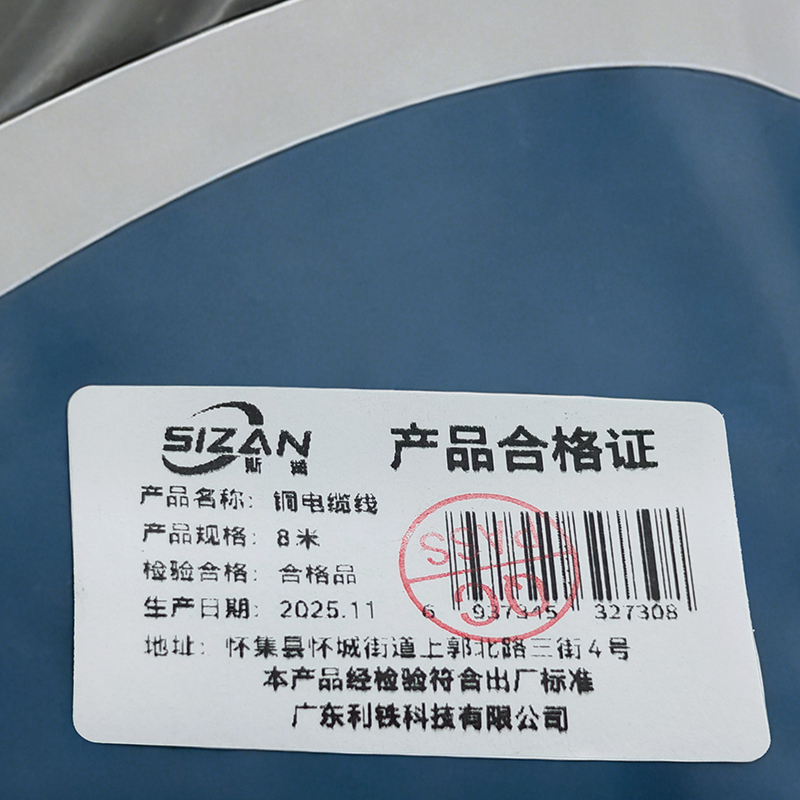 SIZAN
斯
产品合格证
产品名称：铜电缆线
产品规格：8米
检验合格：合格品
生产日期：2025.11
PASS
QC
6 937345 327308
地址：怀集县怀城街道上郭北路三街4号
本产品经检验符合出厂标准
广东利铁科技有限公司